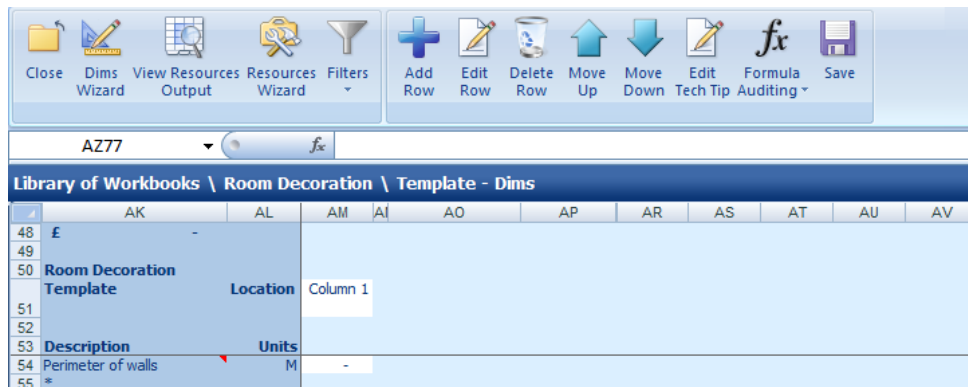 Close Dims Wizard View Resources Output Resources Wizard Filters Add Row Edit Row Delete Row Move Up Move Down Edit Tech Tip Formula Auditing Save
AZ77 fx
Library of Workbooks \ Room Decoration \ Template - Dims
AK AL AM AO AP AR AS AT AU AV
48 £ -
49
50 Room Decoration
Template Location Column 1
51
52
53 Description Units
54 Perimeter of walls M -
55 *